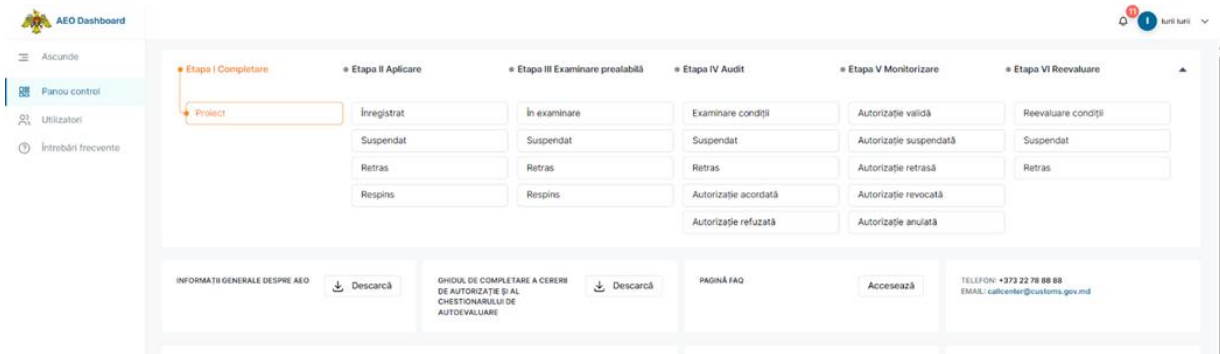 AEO Dashboard
11
I
Iurii Iurii
Ascunde
Panou control
Utilizatori
Întrebări frecvente
Etapa I Completare
Etapa II Aplicare
Etapa III Examinare prealabilă
Etapa IV Audit
Etapa V Monitorizare
Etapa VI Reevaluare
Proiect
Înregistrat
În examinare
Examinare condiții
Autorizație validă
Reevaluare condiții
Suspendat
Suspendat
Suspendat
Autorizație suspendată
Suspendat
Retras
Retras
Retras
Autorizație retrasă
Retras
Respins
Respins
Autorizație acordată
Autorizație revocată
Autorizație refuzată
Autorizație anulată
INFORMAȚII GENERALE DESPRE AEO
Descarcă
GHIDUL DE COMPLETARE A CERERII
DE AUTORIZAȚIE ȘI AL
CHESTIONARULUI DE
AUTOEVALUARE
Descarcă
PAGINĂ FAQ
Accesează
TELEFON: +373 22 78 88 88
EMAIL: callcenter@customs.gov.md